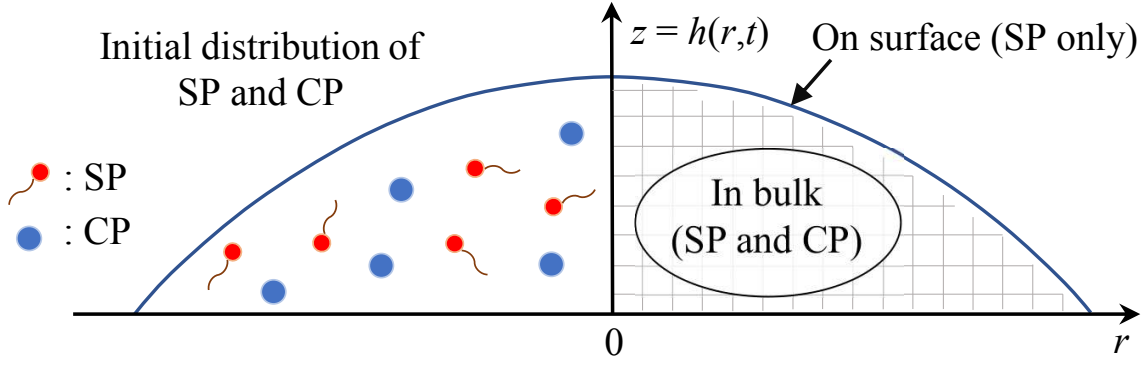 Initial distribution of
SP and CP
z = h(r,t)
On surface (SP only)
: SP
: CP
In bulk
(SP and CP)
0
r